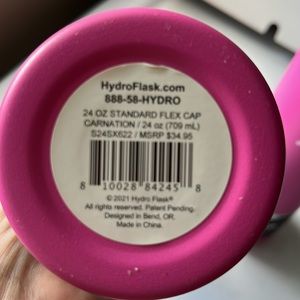 HydroFlask.com
888-58-HYDRO
24 OZ STANDARD FLEX CAP
CARNATION / 24 oz (709 mL)
S24SX622 / MSRP $34.95
8 10028 84245 8
© 2021 Hydro Flask®
All rights reserved. Patent Pending.
Designed in Bend, OR.
Made in China.